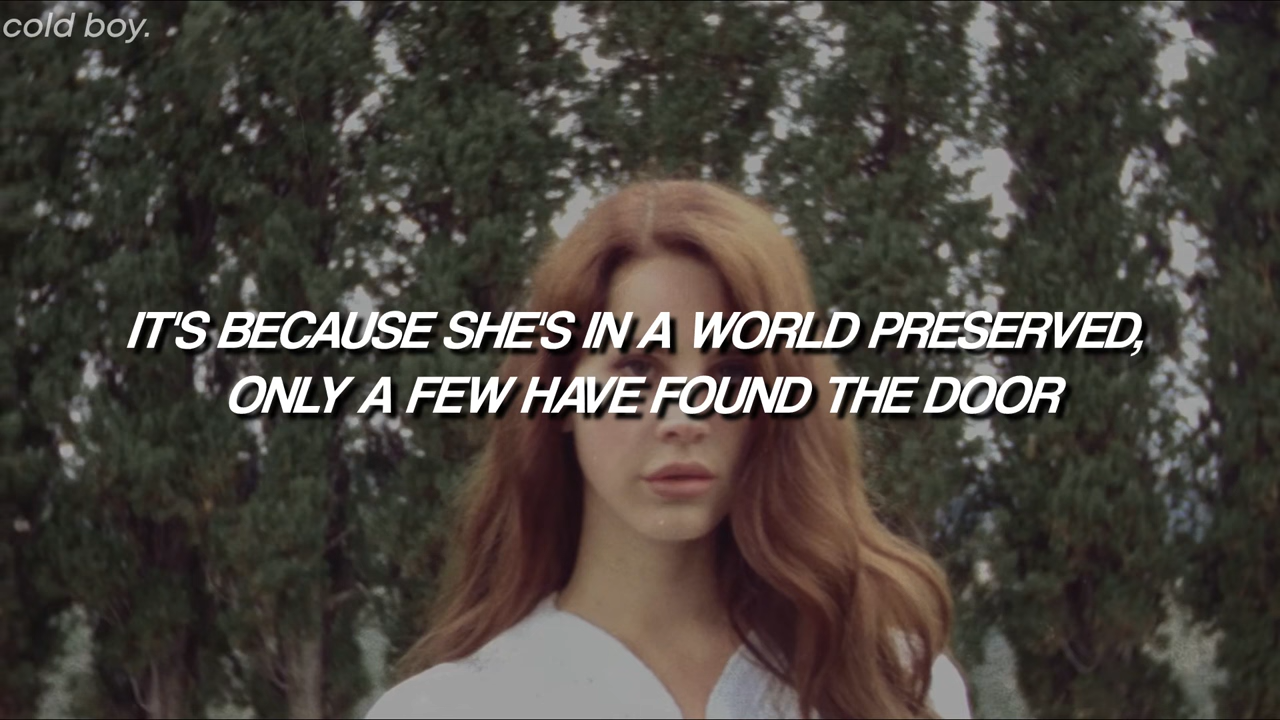 cold boy.
IT'S BECAUSE SHE'S IN A WORLD PRESERVED,
ONLY A FEW HAVE FOUND THE DOOR